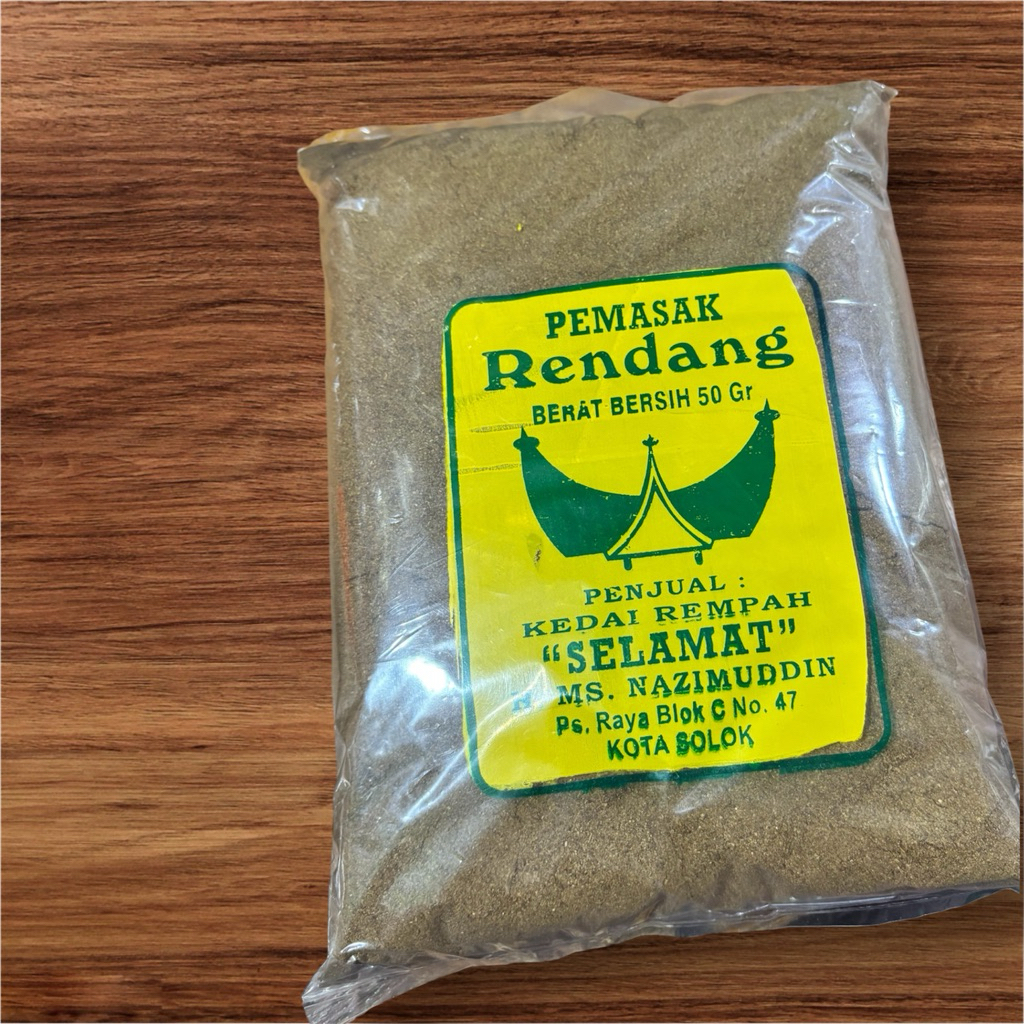 PEMASAK
Rendang
BERAT BERSIH 50 Gr
PENJUAL :
KEDAI REMPAH
“SELAMAT”
H MS. NAZIMUDDIN
Ps. Raya Blok C No. 47
KOTA SOLOK